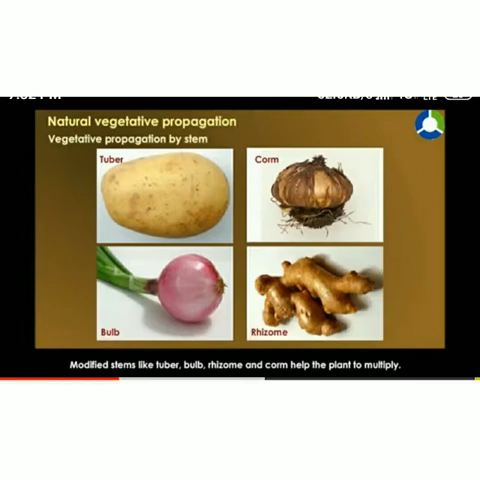 Natural vegetative propagation
Vegetative propagation by stem
Tuber
Corm
Bulb
Rhizome
Modified stems like tuber, bulb, rhizome and corm help the plant to multiply.